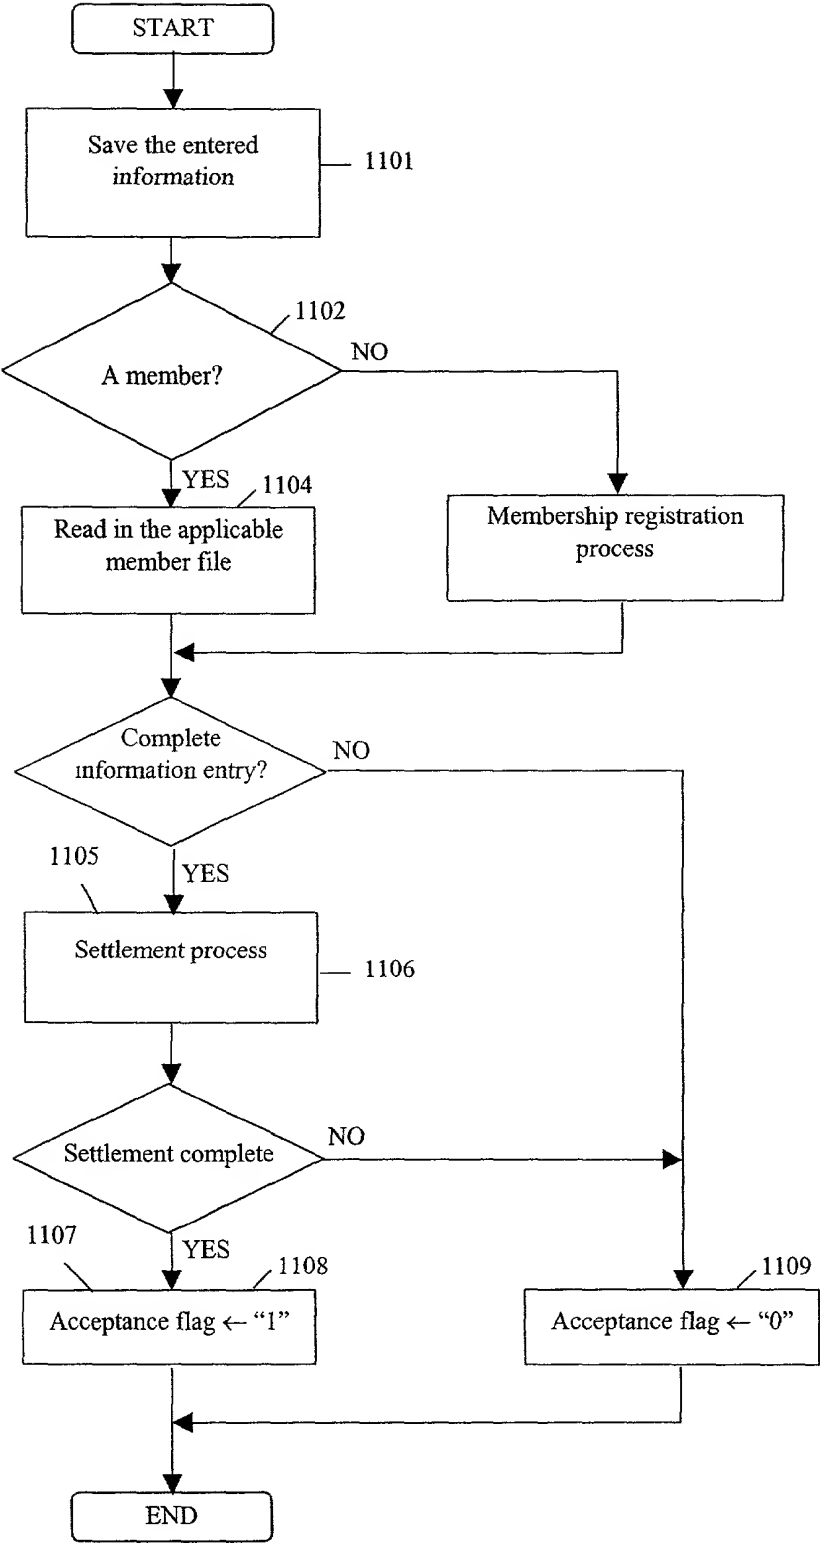 START
Save the entered
information
1101
1102
A member?
NO
YES
1104
Read in the applicable
member file
Membership registration
process
Complete
information entry?
NO
1105
YES
Settlement process
1106
Settlement complete
NO
1107
YES
1108
1109
Acceptance flag ← “1”
Acceptance flag ← “0”
END